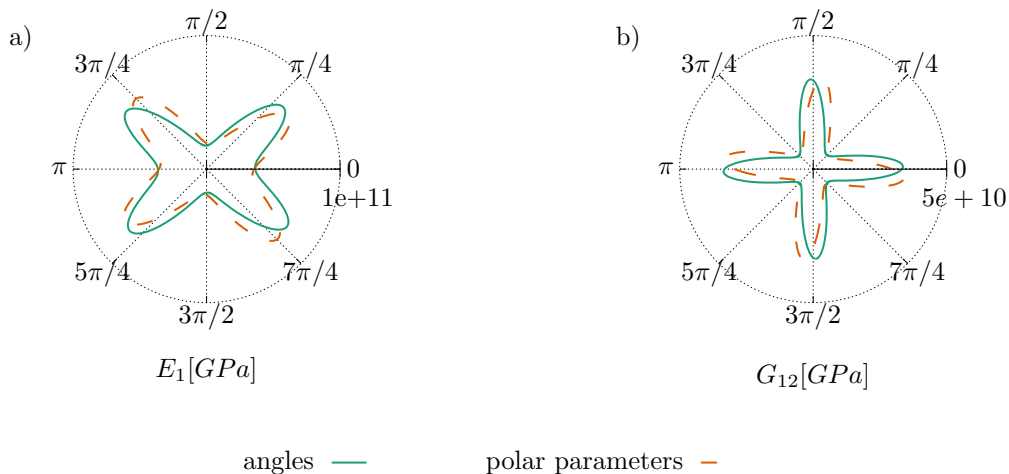 a)
π/2
3π/4
π/4
π
0
1e+11
5π/4
7π/4
3π/2
E₁[GPa]
b)
π/2
3π/4
π/4
π
0
5e + 10
5π/4
7π/4
3π/2
G₁₂[GPa]
angles
polar parameters